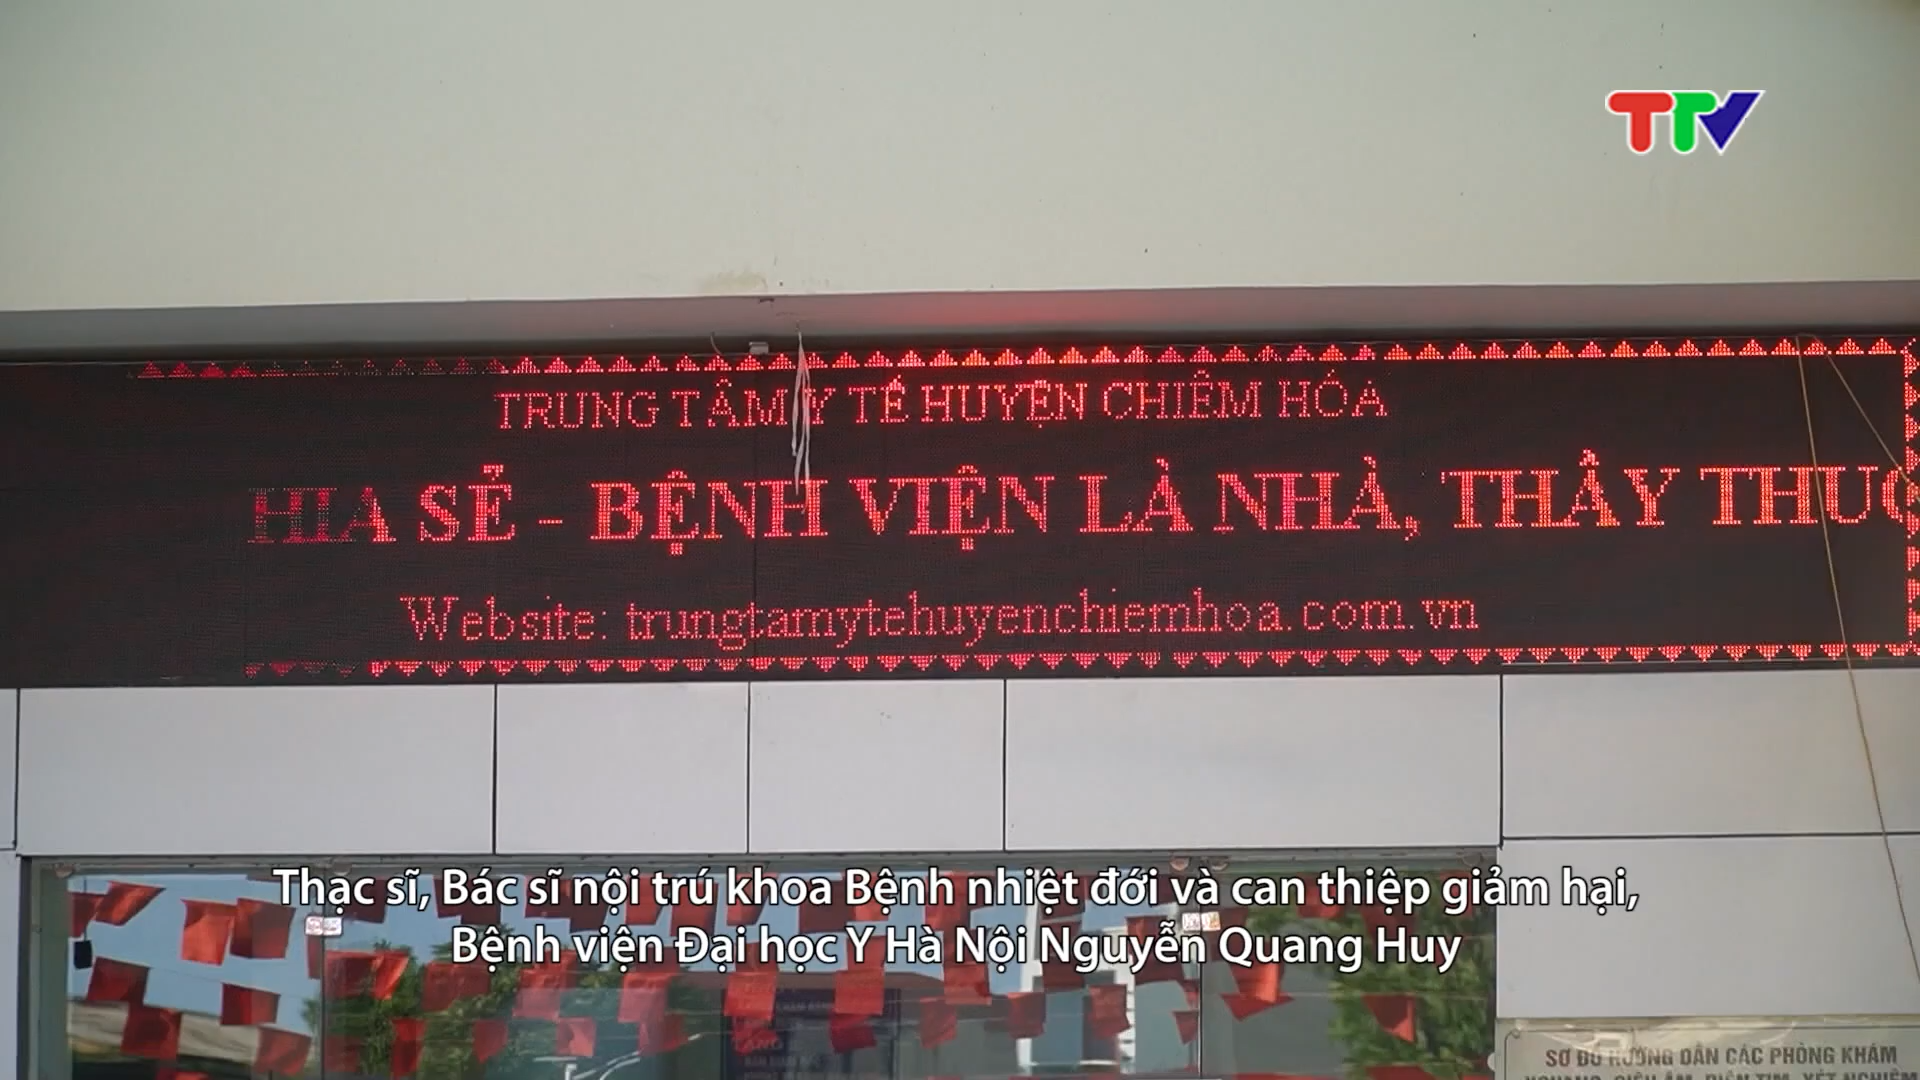 TTV
TRUNG TÂM Y TẾ HUYỆN CHIÊM HÓA
HIA SẺ - BỆNH VIỆN LÀ NHÀ, THẦY THUỐ
Website: trungtamytehuyenchiemhoa.com.vn
Thạc sĩ, Bác sĩ nội trú khoa Bệnh nhiệt đới và can thiệp giảm hại,
Bệnh viện Đại học Y Hà Nội Nguyễn Quang Huy
SƠ ĐỒ HƯỚNG DẪN CÁC PHÒNG KHÁM